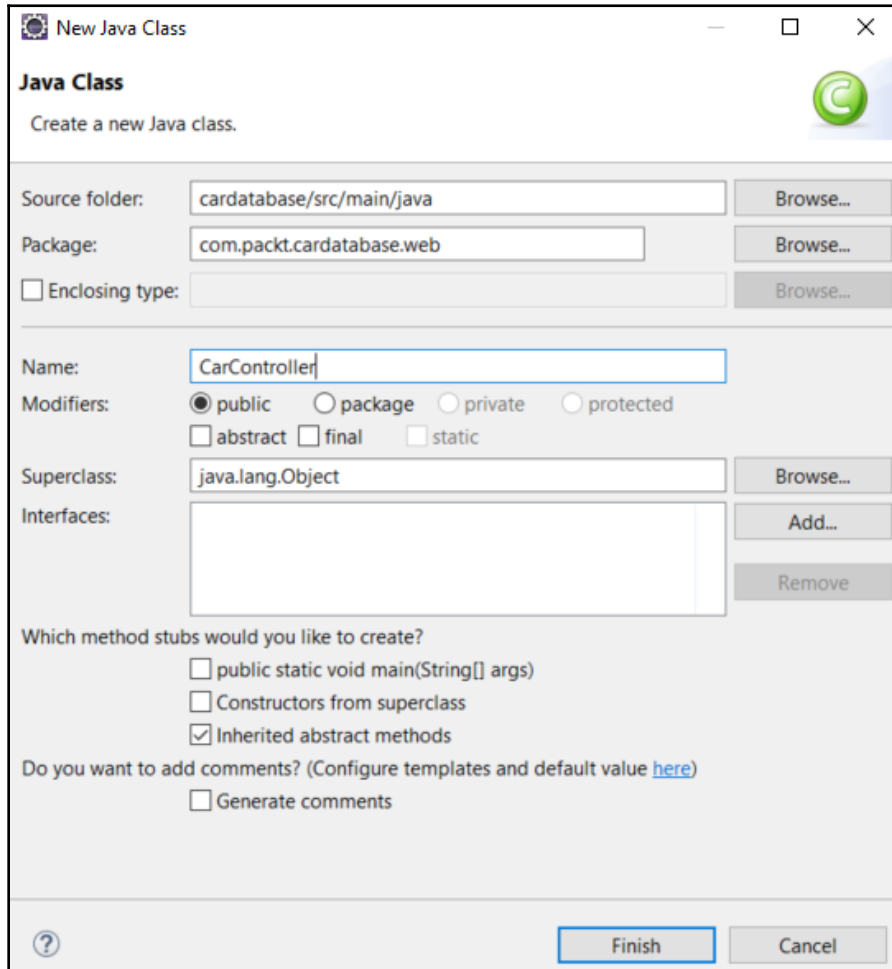 New Java Class
Java Class
Create a new Java class.
C
Source folder: cardatabase/src/main/java Browse...
Package: com.packt.cardatabase.web Browse...
Enclosing type: Browse...
Name: CarController
Modifiers: public package private protected
abstract final static
Superclass: java.lang.Object Browse...
Interfaces: Add...
Remove
Which method stubs would you like to create?
public static void main(String[] args)
Constructors from superclass
Inherited abstract methods
Do you want to add comments? (Configure templates and default value here)
Generate comments
? Finish Cancel